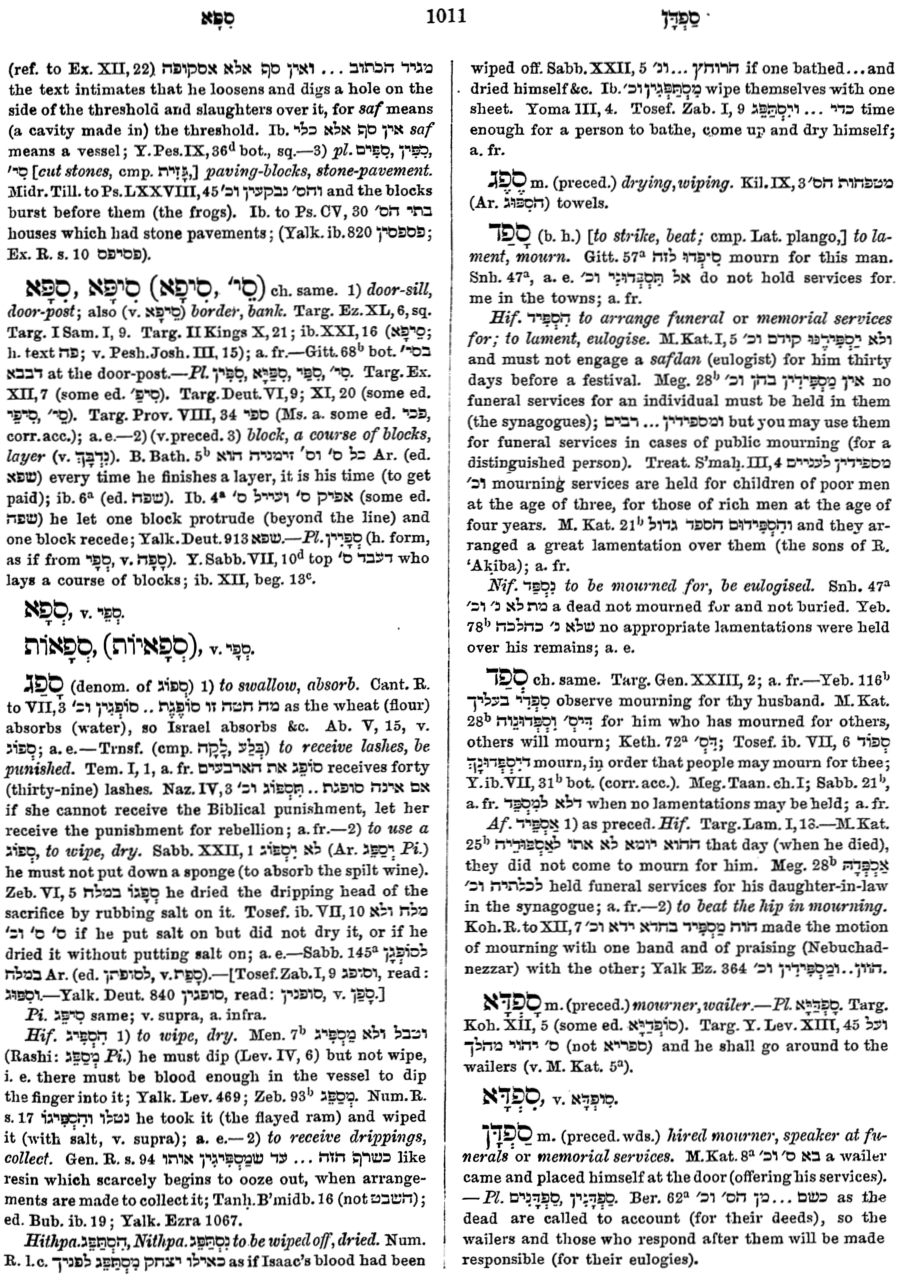 סִפָּא
1011
סַפְדָּן
(ref. to Ex. XII, 22) מגיד הכתוב ... ואין סף אלא אסקופה
the text intimates that he loosens and digs a hole on the
side of the threshold and slaughters over it, for saf means
(a cavity made in) the threshold. Ib. אין סף אלא כלי saf
means a vessel; Y.Pes.IX,36d bot., sq.—3) pl. סִפִּין, סִפִּים,
סִי׳ [cut stones, cmp. גָּזִית,] paving-blocks, stone-pavement.
Midr. Till. to Ps. LXXVIII, 45 והס׳ נבקעין וכ׳ and the blocks
burst before them (the frogs). Ib. to Ps. CV, 30 בתי הס׳
houses which had stone pavements; (Yalk. ib. 820 פספסין;
Ex. R. s. 10 פסיפס).
סִפָּא, סִיפָּא (סִיפָא, סֵי׳) ch. same. 1) door-sill,
door-post; also (v. סֵיפָא) border, bank. Targ. Ez. XL, 6, sq.
Targ. I Sam. I, 9. Targ. II Kings X, 21; ib. XXI, 16 (סֵיפָא;
h. text פה; v. Pesh. Josh. III, 15); a. fr.—Gitt. 68b bot. בסי׳
דבבא at the door-post.—Pl. סִפִּין, סִפַּיָּא, סִפֵּי, סִי׳. Targ. Ex.
XII, 7 (some ed. סִיפֵּ׳). Targ. Deut. VI, 9; XI, 20 (some ed.
סִיפֵי, סֵי׳). Targ. Prov. VIII, 34 ספי (Ms. a. some ed. פכי,
corr. acc.); a. e.—2) (v. preced. 3) block, a course of blocks,
layer (v. נִדְבָּךְ). B. Bath. 5b כל ס׳ וס׳ זימניה הוא Ar. (ed.
שפא) every time he finishes a layer, it is his time (to get
paid); ib. 6a (ed. שפה). Ib. 4a אפיק ס׳ ועייל ס׳ (some ed.
שפה) he let one block protrude (beyond the line) and
one block recede; Yalk. Deut. 913 שפא.—Pl. סְפָיִין (h. form,
as if from סְפִי, v. סָפָה). Y. Sabb. VII, 10d top דעבד ס׳ who
lays a course of blocks; ib. XII, beg. 13c.
סְפָא, v. סְפֵי.
סְפָאוֹת, (סְפָאיוֹת), v. סְפִי.
סָפַג (denom. of סְפוֹג) 1) to swallow, absorb. Cant. R.
to VII, 3 מה חטה זו סוֹפֶגֶת .. סוֹפְגִין וכ׳ as the wheat (flour)
absorbs (water), so Israel absorbs &c. Ab. V, 15, v.
סְפוֹג; a. e.—Trnsf. (cmp. לָקָה, בָּלַע) to receive lashes, be
punished. Tem. I, 1, a. fr. סוֹפֵג את הארבעים receives forty
(thirty-nine) lashes. Naz. IV, 3 אם אינה סופגת .. תִּסְפּוֹג וכ׳
if she cannot receive the Biblical punishment, let her
receive the punishment for rebellion; a. fr.—2) to use a
סְפוֹג, to wipe, dry. Sabb. XXII, 1 לא יִסְפּוֹג (Ar. יְסַפֵּג Pi.)
he must not put down a sponge (to absorb the spilt wine).
Zeb. VI, 5 סְפָגוֹ במלח he dried the dripping head of the
sacrifice by rubbing salt on it. Tosef. ib. VII, 10 מלח ולא
ס׳ ס׳ וכ׳ if he put salt on but did not dry it, or if he
dried it without putting salt on; a. e.—Sabb. 145a לסוֹפְגָן
במלח Ar. (ed. לסופתן, v. סָפַת).—[Tosef. Zab. I, 9 וסיפג, read:
וסְפוּג.—Yalk. Deut. 840 סופגין, read: סופנין, v. סָפַן.]
Pi. סִיפֵּג same; v. supra, a. infra.
Hif. הִסְפִּיג 1) to wipe, dry. Men. 7b וטבל ולא מַסְפִּיג
(Rashi: מְסַפֵּג Pi.) he must dip (Lev. IV, 6) but not wipe,
i. e. there must be blood enough in the vessel to dip
the finger into it; Yalk. Lev. 469; Zeb. 93b מְסַפֵּג. Num. R.
s. 17 נטלו והִסְפִּיגוֹ he took it (the flayed ram) and wiped
it (with salt, v. supra); a. e.—2) to receive drippings,
collect. Gen. R. s. 94 כשרף הזה ... עד שמַסְפִּיגִין אותו like
resin which scarcely begins to ooze out, when arrange-
ments are made to collect it; Tanḥ. B'midb. 16 (not השבט);
ed. Bub. ib. 19; Yalk. Ezra 1067.
Hithpa. הִסְתַּפֵּג, Nithpa. נִסְתַּפֵּג to be wiped off, dried. Num.
R. l. c. כאילו יצחק מִסְתַּפֵּג לפניך as if Isaac's blood had been
wiped off. Sabb. XXII, 5 הרוחץ...ונ׳ if one bathed...and
dried himself &c. Ib. מִסְתַּפְּגִין וכ׳ wipe themselves with one
sheet. Yoma III, 4. Tosef. Zab. I, 9 כדי ... ויִסְתַּפֵּג time
enough for a person to bathe, come up and dry himself;
a. fr.
סֶפֶג m. (preced.) drying, wiping. Kil. IX, 3 מטפחות הס׳
(Ar. הסִפּוּג) towels.
סָפַד (b. h.) [to strike, beat; cmp. Lat. plango,] to la-
ment, mourn. Gitt. 57a סִיפְדוּ לזה mourn for this man.
Snh. 47a, a. e. אל תִּסְבְּדוּנִי וכ׳ do not hold services for
me in the towns; a. fr.
Hif. הִסְפִּיד to arrange funeral or memorial services
for; to lament, eulogise. M. Kat. I, 5 ולא יַסְפִּידֶנּוּ קודם וכ׳
and must not engage a safdan (eulogist) for him thirty
days before a festival. Meg. 28b אין מַסְפִּידִין בהן וכ׳ no
funeral services for an individual must be held in them
(the synagogues); ומספידין ... רבים but you may use them
for funeral services in cases of public mourning (for a
distinguished person). Treat. S'maḥ. III, 4 מספידין לעניים
וכ׳ mourning services are held for children of poor men
at the age of three, for those of rich men at the age of
four years. M. Kat. 21b והִסְפִּידוּם הספד גדול and they ar-
ranged a great lamentation over them (the sons of R.
'Akiba); a. fr.
Nif. נִסְפַּד to be mourned for, be eulogised. Snh. 47a
מת לא נ׳ וכ׳ a dead not mourned for and not buried. Yeb.
78b שלא נ׳ כהלכה no appropriate lamentations were held
over his remains; a. e.
סְפַד ch. same. Targ. Gen. XXIII, 2; a. fr.—Yeb. 116b
סִפְדִי בעליך observe mourning for thy husband. M. Kat.
28b דִּיס׳ יִסְפְּדוּנֵיהּ for him who has mourned for others,
others will mourn; Keth. 72a דִּס׳; Tosef. ib. VII, 6 סְפוֹד
דיִסְפְּדוּנָךְ mourn, in order that people may mourn for thee;
Y. ib. VII, 31b bot. (corr. acc.). Meg. Taan. ch. I; Sabb. 21b,
a. fr. דלא למִסְפַּד when no lamentations may be held; a. fr.
Af. אַסְפִּיד 1) as preced. Hif. Targ. Lam. I, 18.—M. Kat.
25b ההוא יומא לא אתו לאַסְפּוּדֵיהּ that day (when he died),
they did not come to mourn for him. Meg. 28b אַסְפְּדָהּ
לכלתיה וכ׳ held funeral services for his daughter-in-law
in the synagogue; a. fr.—2) to beat the hip in mourning.
Koh. R. to XII, 7 הוה מַסְפִּיד בחדא ידא וכ׳ made the motion
of mourning with one hand and of praising (Nebuchad-
nezzar) with the other; Yalk Ez. 364 הוון..ומַסְפִּידִין וכ׳.
סָפְדָא m. (preced.) mourner, wailer.—Pl. סָפְדַיָּא. Targ.
Koh. XII, 5 (some ed. סוֹפְדַיָּא). Targ. Y. Lev. XIII, 45 ועל
ס׳ יהוי מהלך (not ספריא) and he shall go around to the
wailers (v. M. Kat. 5a).
סִפְדָּא, v. סוּפְדָּא.
סַפְדָּן m. (preced. wds.) hired mourner, speaker at fu-
nerals or memorial services. M. Kat. 8a בא ס׳ וכ׳ a wailer
came and placed himself at the door (offering his services).
—Pl. סַפְדָּנִים, סַפְדָּנִין. Ber. 62a כשם ... מן הס׳ וכ׳ as the
dead are called to account (for their deeds), so the
wailers and those who respond after them will be made
responsible (for their eulogies).